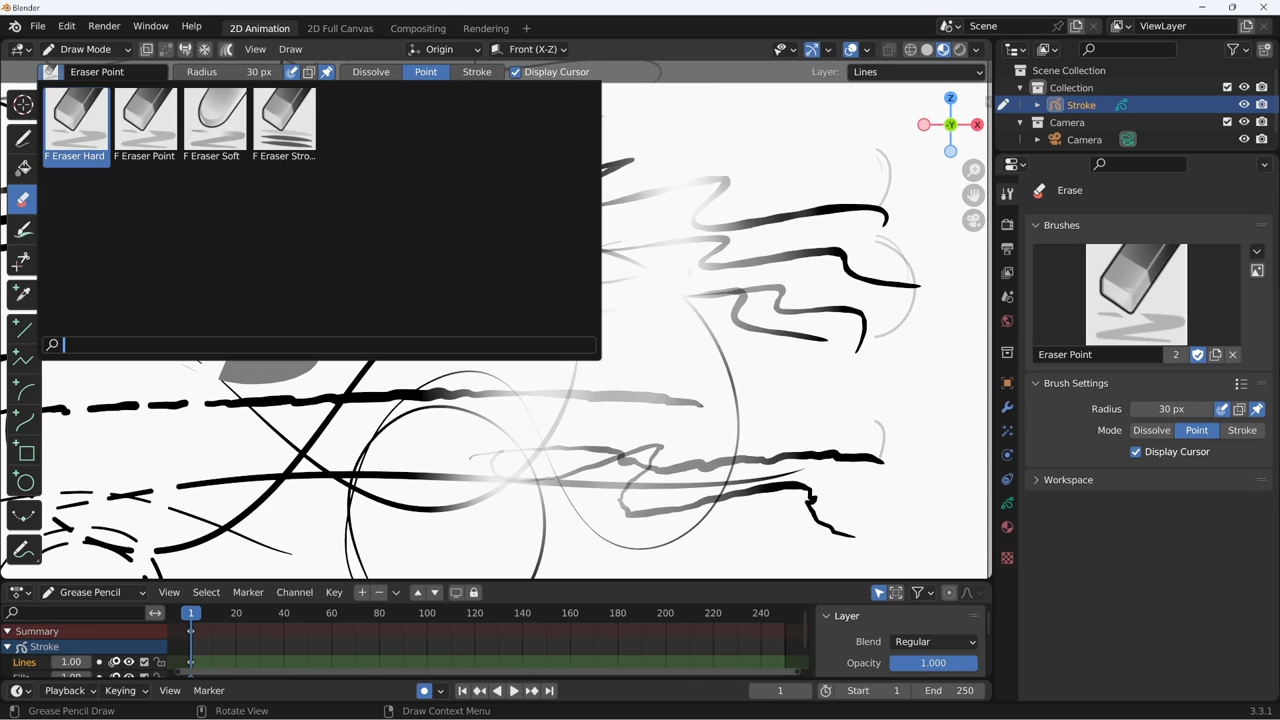 Blender
File Edit Render Window Help 2D Animation 2D Full Canvas Compositing Rendering + Scene ViewLayer
Draw Mode View Draw Origin Front (X-Z)
Eraser Point Radius 30 px Dissolve Point Stroke Display Cursor Layer: Lines
F Eraser Hard F Eraser Point F Eraser Soft F Eraser Stro...
Z
-Y X
Scene Collection
Collection
Stroke
Camera
Camera
Erase
Brushes
Eraser Point 2
Brush Settings
Radius 30 px
Mode Dissolve Point Stroke
Display Cursor
Workspace
Grease Pencil View Select Marker Channel Key
1 20 40 60 80 100 120 140 160 180 200 220 240
Summary
Stroke
Lines 1.00
Layer
Blend Regular
Opacity 1.000
Playback Keying View Marker 1 Start 1 End 250
Grease Pencil Draw Rotate View Draw Context Menu 3.3.1